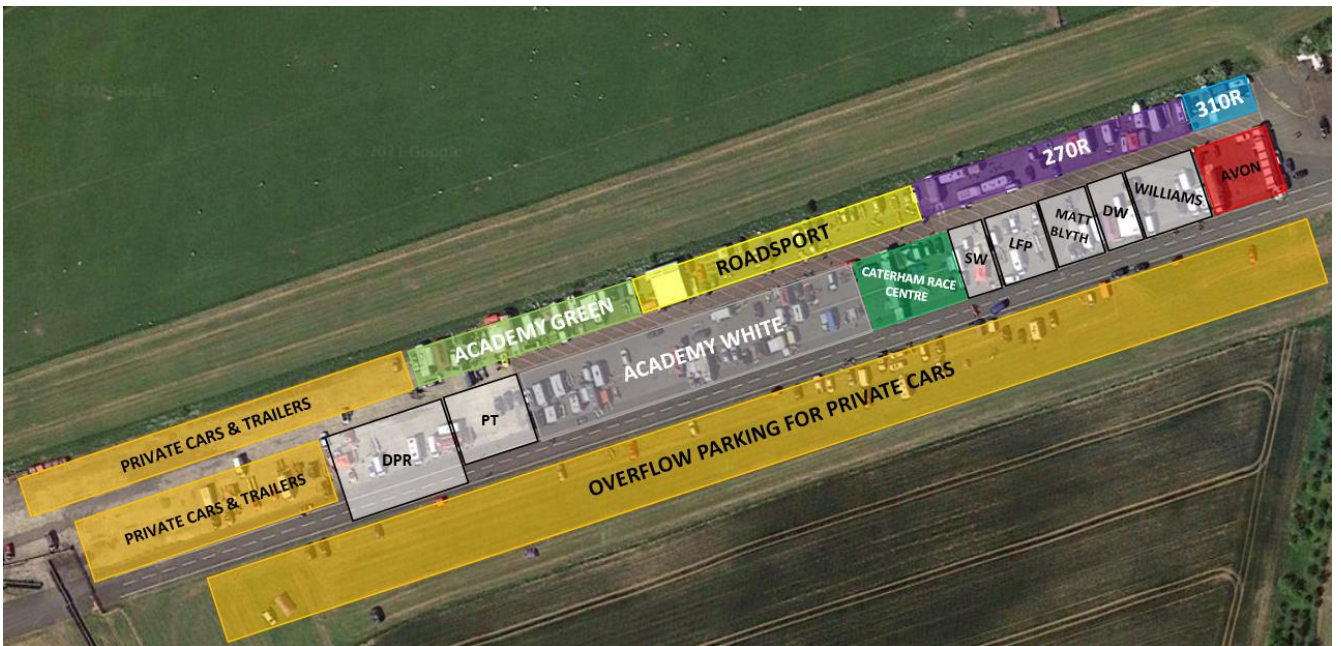 310R
270R
AVON
WILLIAMS
DW
MATT
BLYTH
LFP
SW
ROADSPORT
CATERHAM RACE
CENTRE
ACADEMY GREEN
ACADEMY WHITE
PRIVATE CARS & TRAILERS
PT
DPR
OVERFLOW PARKING FOR PRIVATE CARS
PRIVATE CARS & TRAILERS